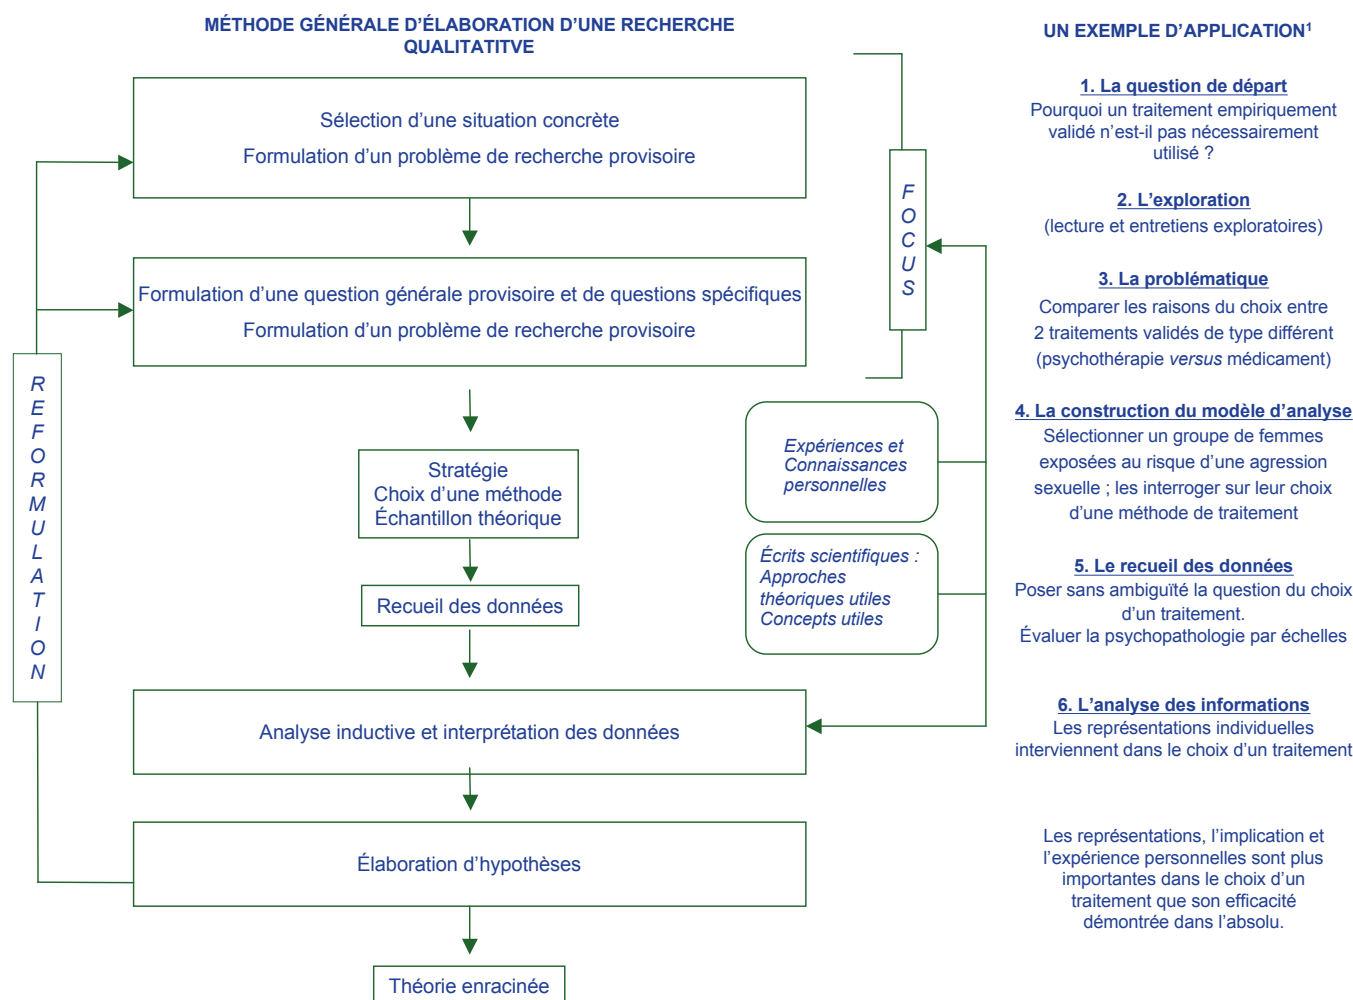 MÉTHODE GÉNÉRALE D’ÉLABORATION D’UNE RECHERCHE
QUALITATITVE
Sélection d’une situation concrète
Formulation d’un problème de recherche provisoire
Formulation d’une question générale provisoire et de questions spécifiques
Formulation d’un problème de recherche provisoire
FOCUS
REFORMULATION
Stratégie
Choix d’une méthode
Échantillon théorique
Expériences et
Connaissances
personnelles
Écrits scientifiques :
Approches
théoriques utiles
Concepts utiles
Recueil des données
Analyse inductive et interprétation des données
Élaboration d’hypothèses
Théorie enracinée
UN EXEMPLE D’APPLICATION¹
1. La question de départ
Pourquoi un traitement empiriquement
validé n’est-il pas nécessairement
utilisé ?
2. L’exploration
(lecture et entretiens exploratoires)
3. La problématique
Comparer les raisons du choix entre
2 traitements validés de type différent
(psychothérapie versus médicament)
4. La construction du modèle d’analyse
Sélectionner un groupe de femmes
exposées au risque d’une agression
sexuelle ; les interroger sur leur choix
d’une méthode de traitement
5. Le recueil des données
Poser sans ambiguïté la question du choix
d’un traitement.
Évaluer la psychopathologie par échelles
6. L’analyse des informations
Les représentations individuelles
interviennent dans le choix d’un traitement
Les représentations, l’implication et
l’expérience personnelles sont plus
importantes dans le choix d’un
traitement que son efficacité
démontrée dans l’absolu.